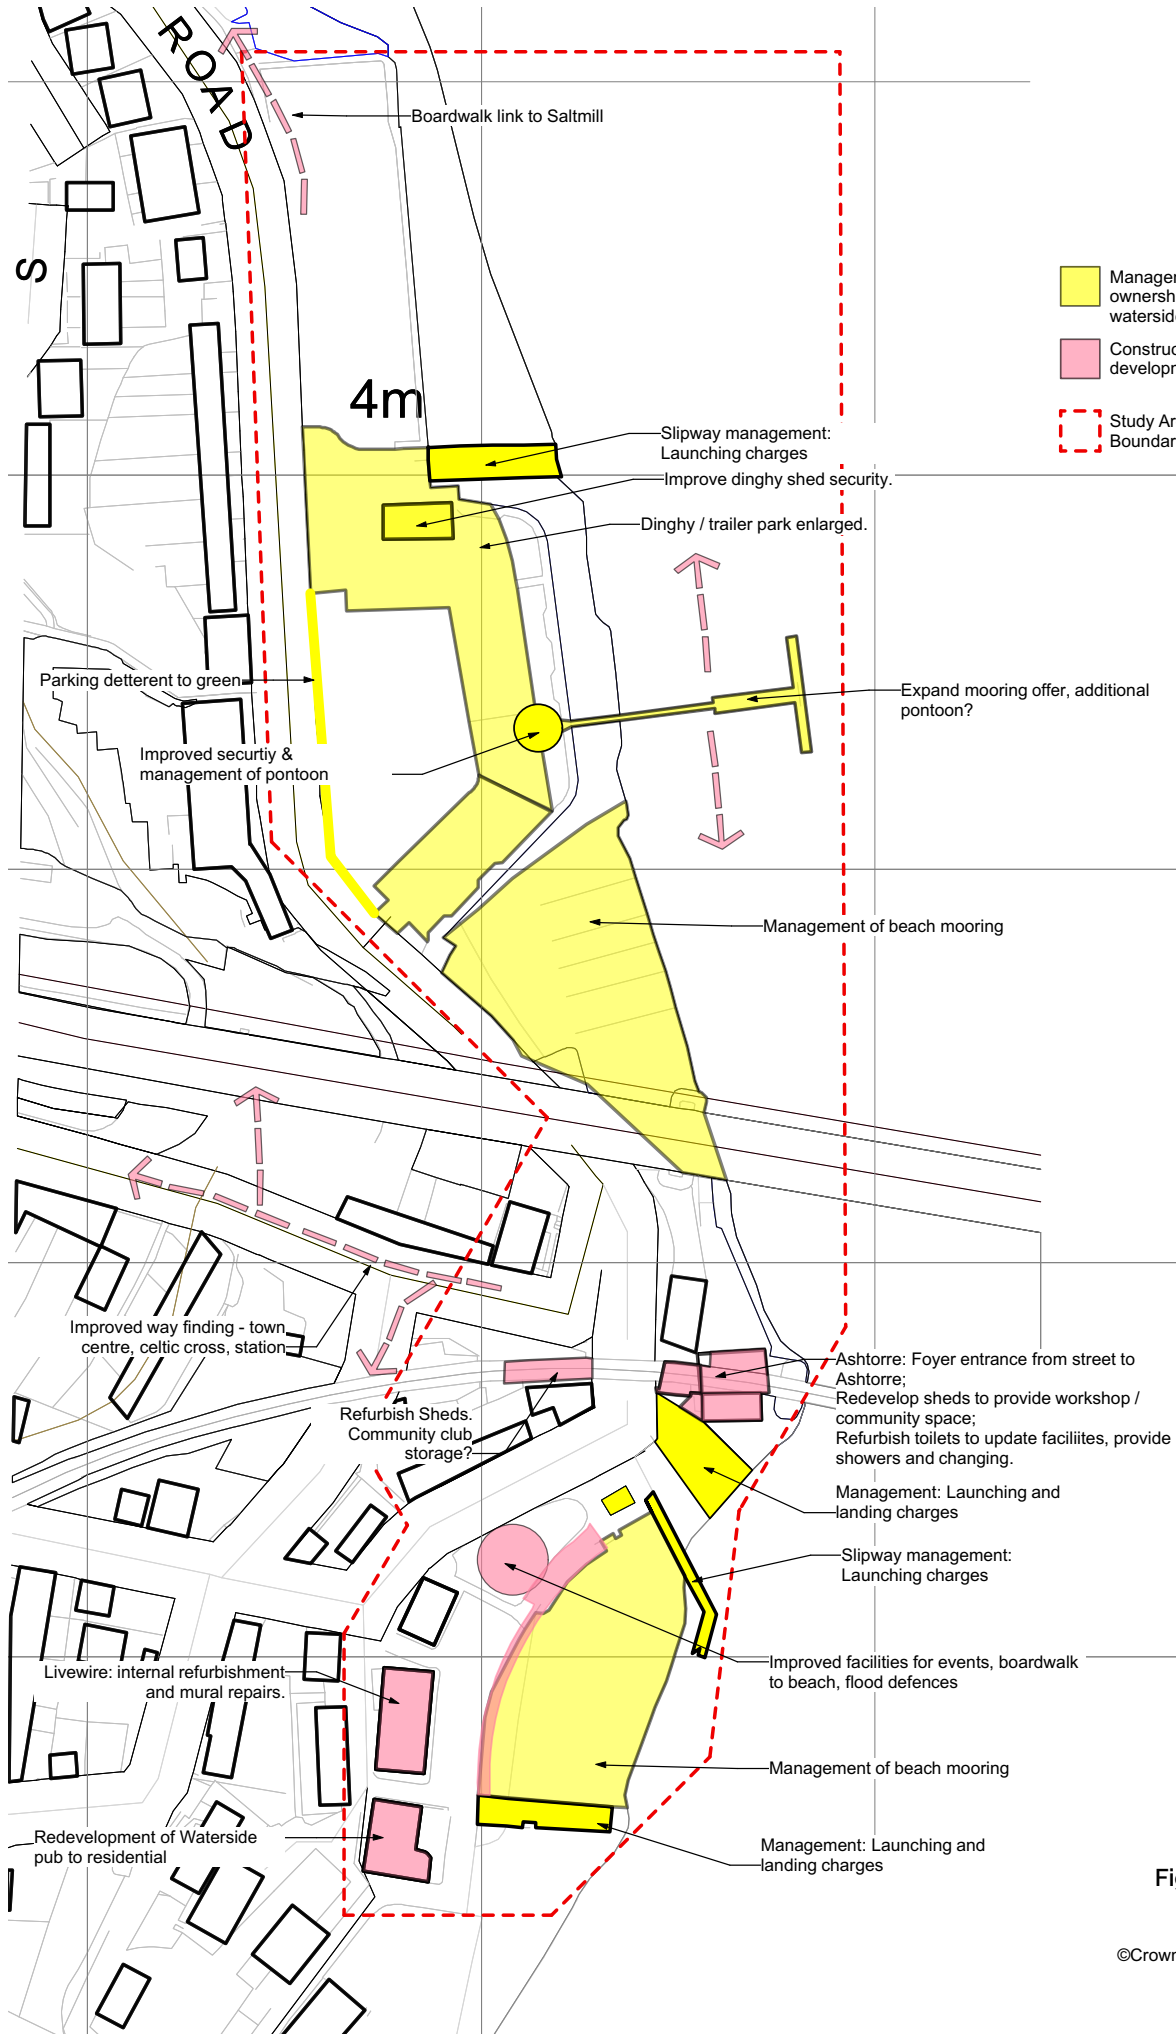 ROAD
Boardwalk link to Saltmill
S
4m
Slipway management:
Launching charges
Improve dinghy shed security.
Dinghy / trailer park enlarged.
Parking detterent to green
Expand mooring offer, additional
pontoon?
Improved securtiy &
management of pontoon
Management of beach mooring
Improved way finding - town
centre, celtic cross, station
Refurbish Sheds.
Community club
storage?
Ashtorre: Foyer entrance from street to
Ashtorre;
Redevelop sheds to provide workshop /
community space;
Refurbish toilets to update faciliites, provide
showers and changing.
Management: Launching and
landing charges
Slipway management:
Launching charges
Improved facilities for events, boardwalk
to beach, flood defences
Livewire: internal refurbishment
and mural repairs.
Management of beach mooring
Redevelopment of Waterside
pub to residential
Management: Launching and
landing charges
©Crown
Study